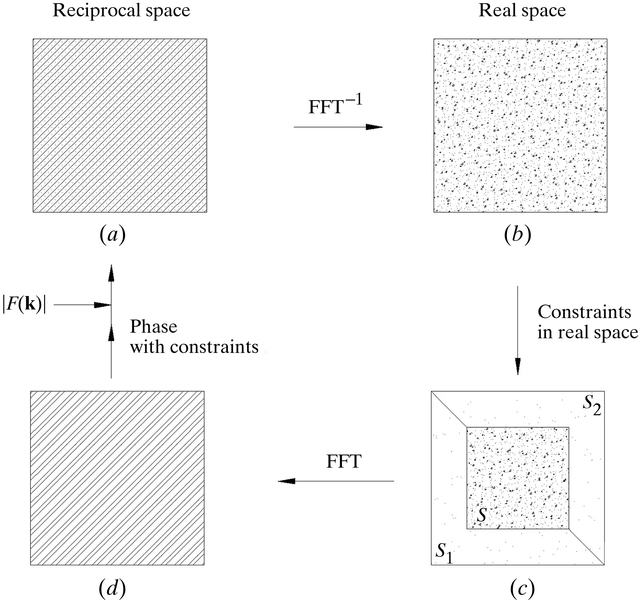 Reciprocal space
Real space
FFT−1
(a)
(b)
|F(k)|
Phase
with constraints
Constraints
in real space
S2
FFT
S
S1
(d)
(c)